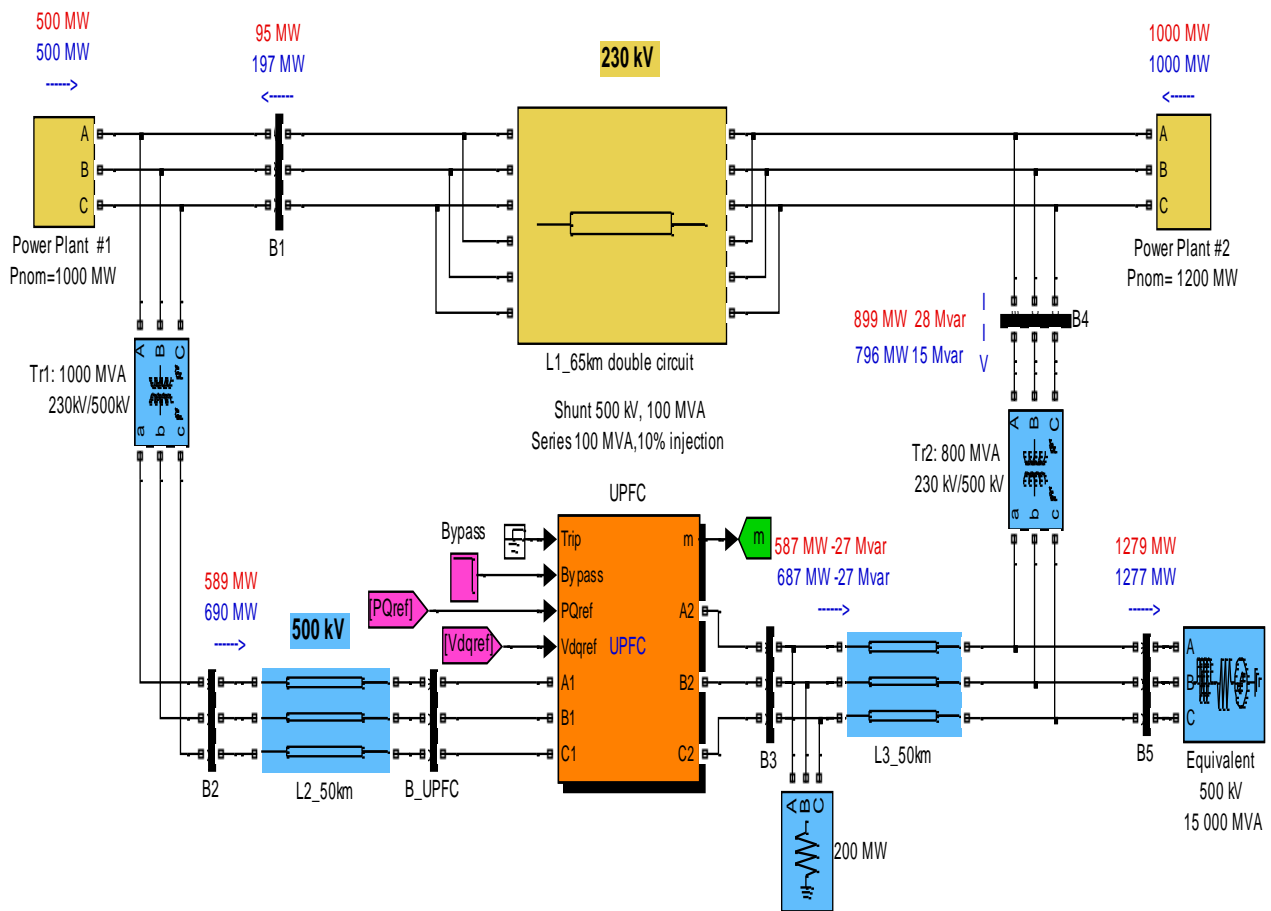 500 MW
500 MW
------>
95 MW
197 MW
<------
230 kV
1000 MW
1000 MW
<------
A
B
C
Power Plant #1
Pnom=1000 MW
B1
A
B
C
Power Plant #2
Pnom= 1200 MW
L1_65km double circuit
899 MW 28 Mvar
796 MW 15 Mvar
I
I
V
B4
Tr1: 1000 MVA
230kV/500kV
A B C
a b c
Shunt 500 kV, 100 MVA
Series 100 MVA,10% injection
Tr2: 800 MVA
230 kV/500 kV
A B C
a b c
UPFC
Bypass
Trip
Bypass
PQref
Vdqref
UPFC
A1
B1
C1
m
A2
B2
C2
m
[PQref]
[Vdqref]
587 MW -27 Mvar
687 MW -27 Mvar
------>
1279 MW
1277 MW
------>
589 MW
690 MW
------>
500 kV
B2
L2_50km
B_UPFC
B3
L3_50km
B5
A
B
C
Equivalent
500 kV
15 000 MVA
A B C
200 MW